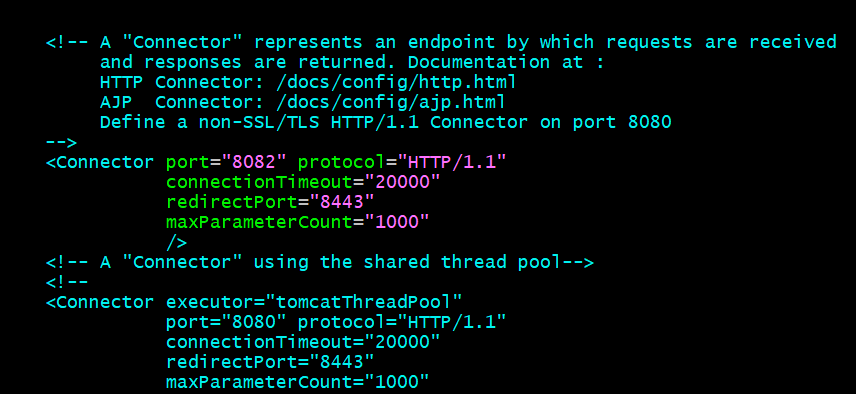 <!-- A "Connector" represents an endpoint by which requests are received
and responses are returned. Documentation at :
HTTP Connector: /docs/config/http.html
AJP  Connector: /docs/config/ajp.html
Define a non-SSL/TLS HTTP/1.1 Connector on port 8080
-->
<Connector port="8082" protocol="HTTP/1.1"
connectionTimeout="20000"
redirectPort="8443"
maxParameterCount="1000"
/>
<!-- A "Connector" using the shared thread pool-->
<!--
<Connector executor="tomcatThreadPool"
port="8080" protocol="HTTP/1.1"
connectionTimeout="20000"
redirectPort="8443"
maxParameterCount="1000"